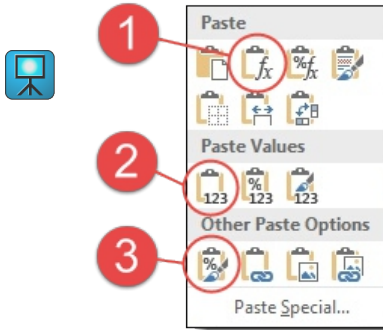 Paste
1
fx
%fx
Paste Values
2
123
%
123
123
Other Paste Options
3
%
Paste Special...